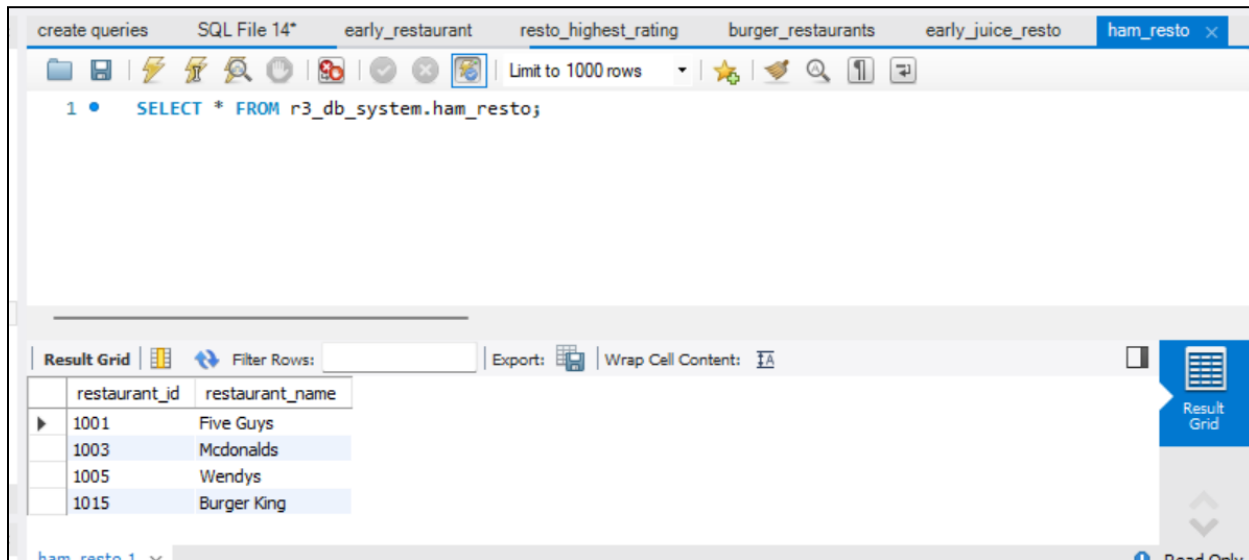 create queries SQL File 14* early_restaurant resto_highest_rating burger_restaurants early_juice_resto ham_resto
Limit to 1000 rows
1 SELECT * FROM r3_db_system.ham_resto;
Result Grid Filter Rows: Export: Wrap Cell Content: IA
restaurant_id restaurant_name
1001 Five Guys
1003 Mcdonalds
1005 Wendys
1015 Burger King
Result
Grid
ham_resto 1 Read Only